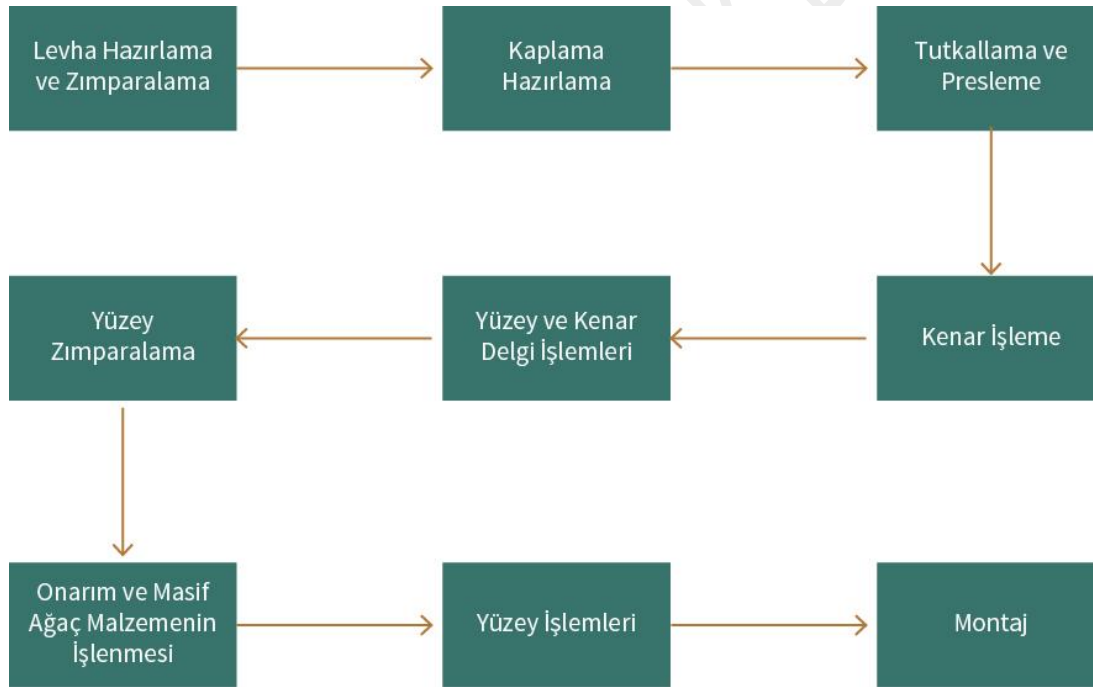 Levha Hazırlama
ve Zımparalama
Kaplama
Hazırlama
Tutkallama ve
Presleme
Kenar İşleme
Yüzey ve Kenar
Delgi İşlemleri
Yüzey
Zımparalama
Onarım ve Masif
Ağaç Malzemenin
İşlenmesi
Yüzey İşlemleri
Montaj